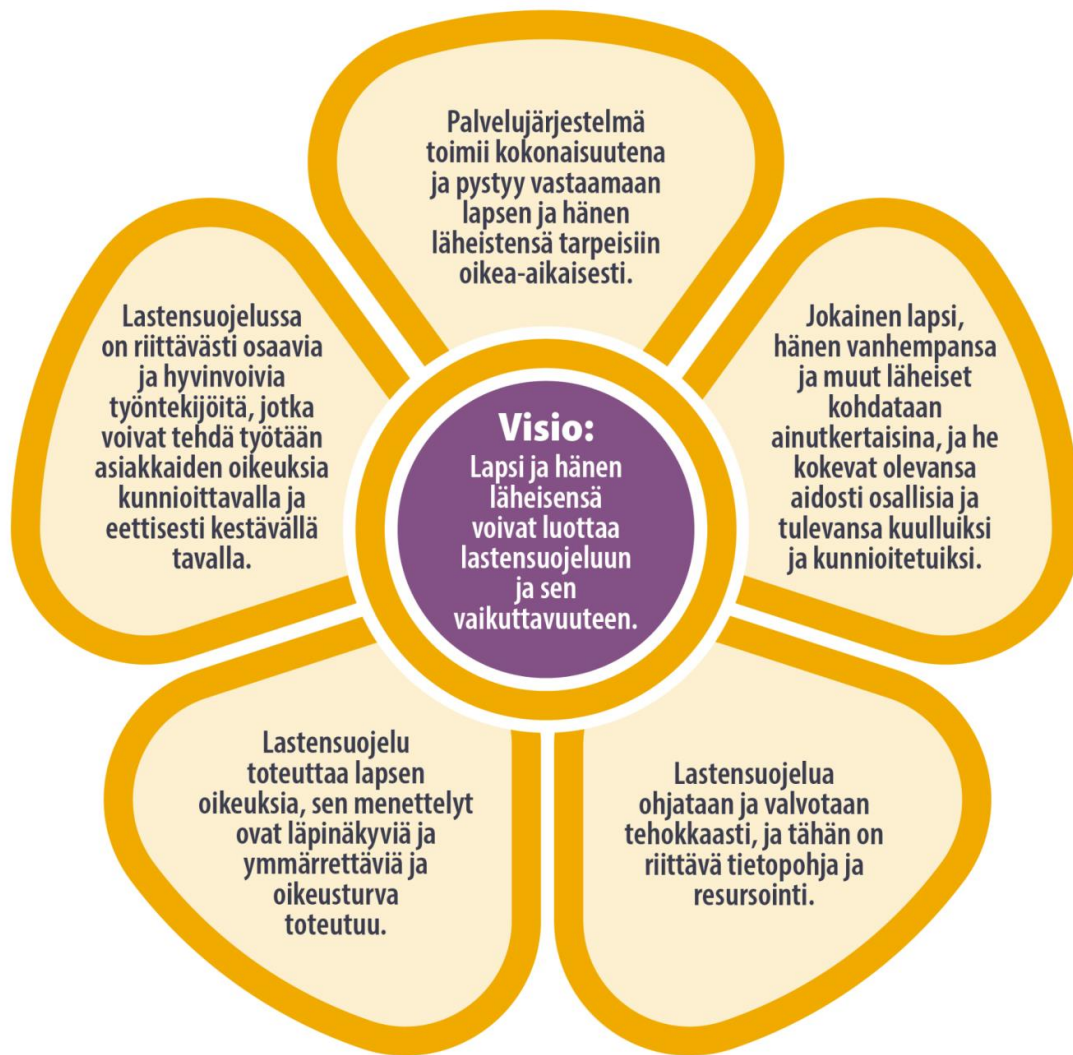 Palvelujärjestelmä
toimii kokonaisuutena
ja pystyy vastaamaan
lapsen ja hänen
läheistensä tarpeisiin
oikea-aikaisesti.
Lastensuojelussa
on riittävästi osaavia
ja hyvinvoivia
työntekijöitä, jotka
voivat tehdä työtään
asiakkaiden oikeuksia
kunnioittavalla ja
eettisesti kestävällä
tavalla.
Visio:
Lapsi ja hänen
läheisensä
voivat luottaa
lastensuojeluun
ja sen
vaikuttavuuteen.
Jokainen lapsi,
hänen vanhempansa
ja muut läheiset
kohdataan
ainutkertaisina, ja he
kokevat olevansa
aidosti osallisia ja
tulevansa kuulluiksi
ja kunnioitetuiksi.
Lastensuojelu
toteuttaa lapsen
oikeuksia, sen menettelyt
ovat läpinäkyviä ja
ymmärrettäviä ja
oikeusturva
toteutuu.
Lastensuojelua
ohjataan ja valvotaan
tehokkaasti, ja tähän on
riittävä tietopohja ja
resursointi.